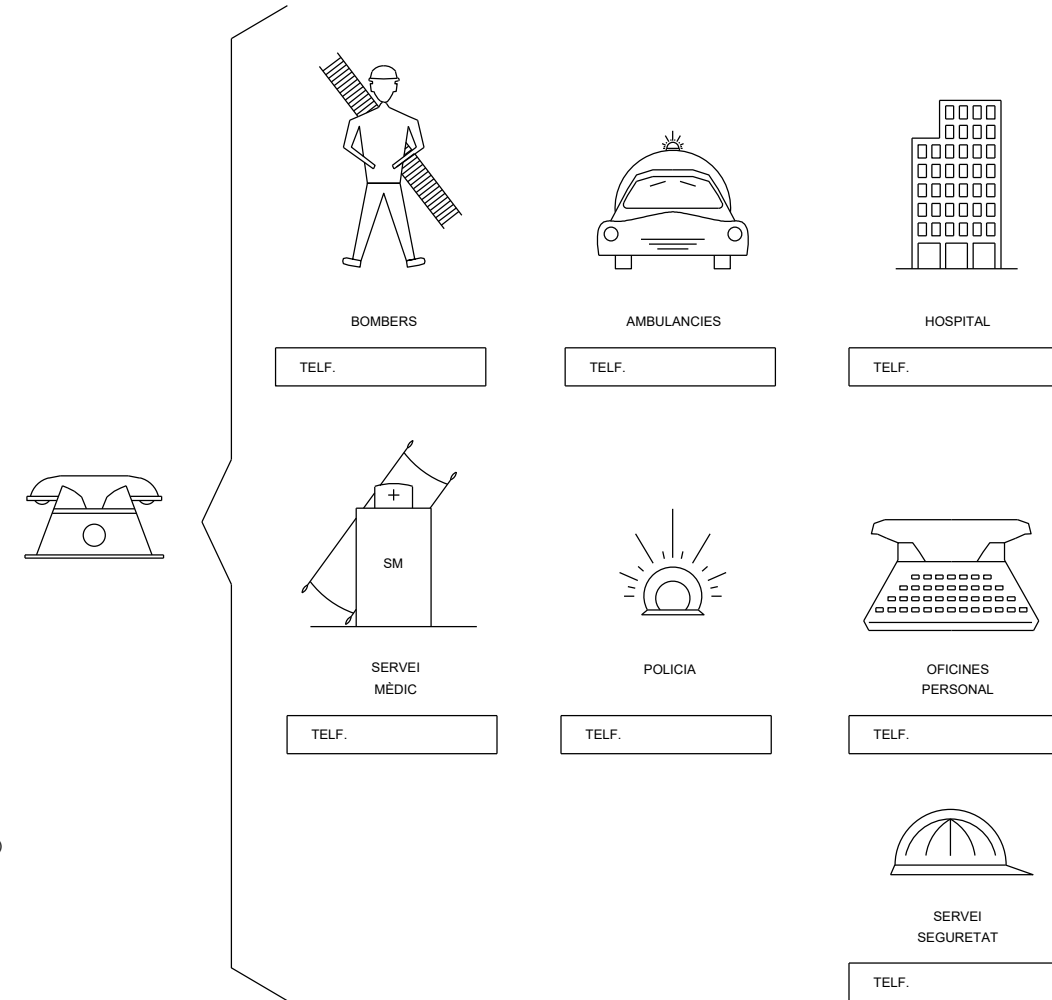 BOMBERS
AMBULANCIES
HOSPITAL
TELF.
TELF.
TELF.
SM
SERVEI
MÈDIC
POLICIA
OFICINES
PERSONAL
TELF.
TELF.
TELF.
)
SERVEI
SEGURETAT
TELF.